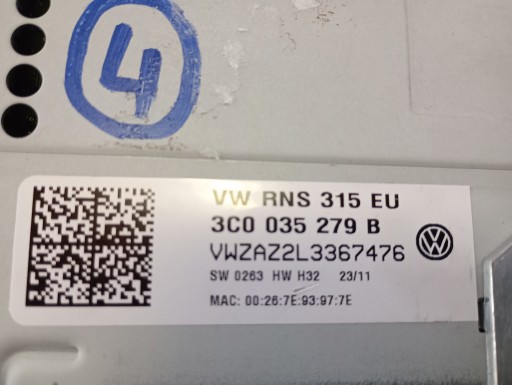 4
VW RNS 315 EU
3C0 035 279 B
VWZAZ2L3367476
SW 0263 HW H32 23/11
MAC: 00:26:7E:93:97:7E